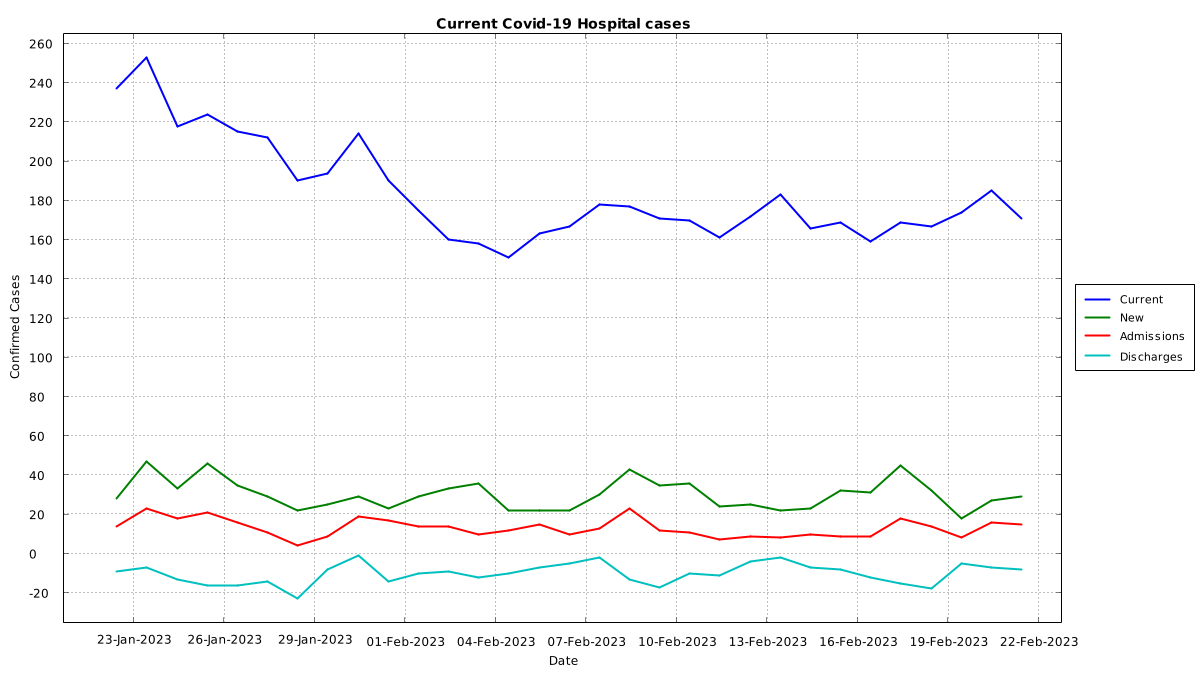 Current Covid-19 Hospital cases
260
240
220
200
180
160
140
120
100
80
60
40
20
0
-20
Confirmed Cases
23-Jan-2023 26-Jan-2023 29-Jan-2023 01-Feb-2023 04-Feb-2023 07-Feb-2023 10-Feb-2023 13-Feb-2023 16-Feb-2023 19-Feb-2023 22-Feb-2023
Date
Current
New
Admissions
Discharges